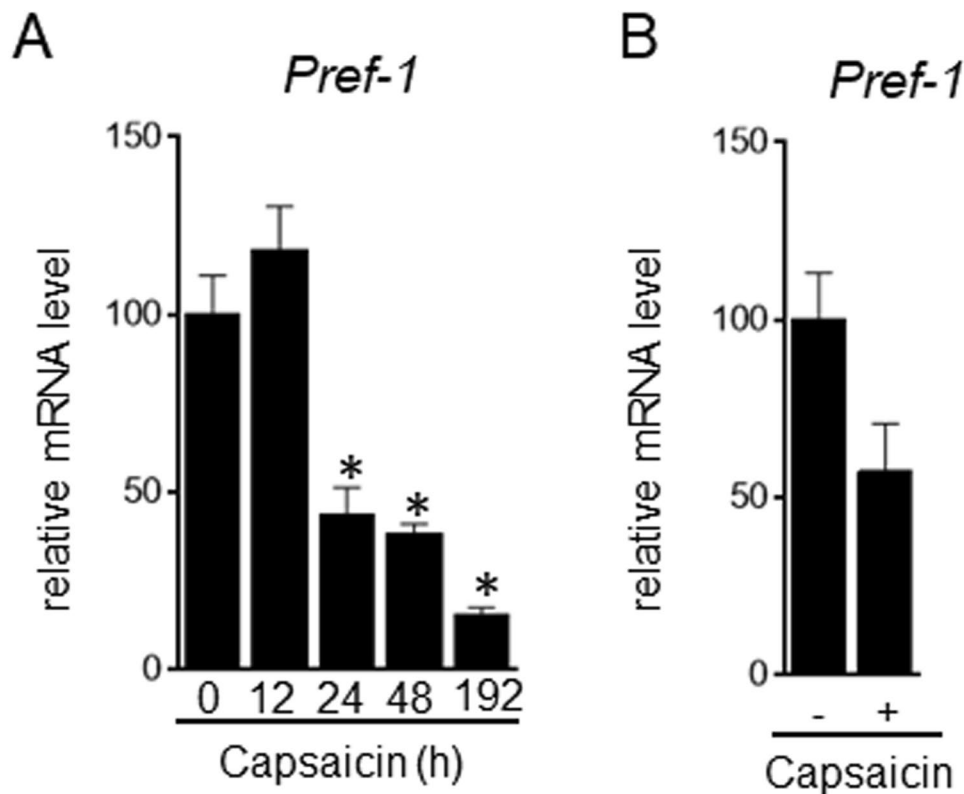 A
Pref-1
150
100
50
0
relative mRNA level
* * *
0 12 24 48 192
Capsaicin (h)
B
Pref-1
150
100
50
0
relative mRNA level
- +
Capsaicin